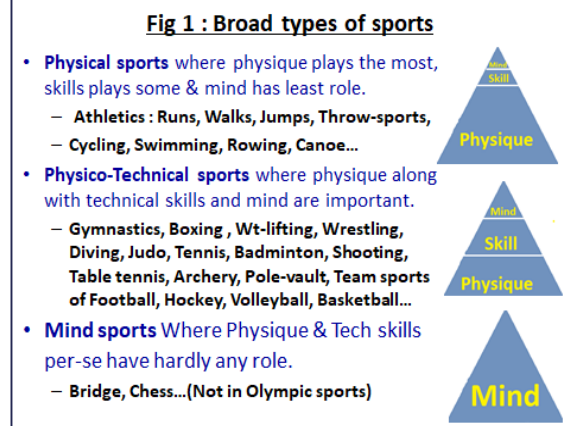 Fig 1 : Broad types of sports
• Physical sports where physique plays the most,
skills plays some & mind has least role.
– Athletics : Runs, Walks, Jumps, Throw-sports,
– Cycling, Swimming, Rowing, Canoe...
• Physico-Technical sports where physique along
with technical skills and mind are important.
– Gymnastics, Boxing , Wt-lifting, Wrestling,
Diving, Judo, Tennis, Badminton, Shooting,
Table tennis, Archery, Pole-vault, Team sports
of Football, Hockey, Volleyball, Basketball...
• Mind sports Where Physique & Tech skills
per-se have hardly any role.
– Bridge, Chess...(Not in Olympic sports)
Mind
Skill
Physique
Mind
Skill
Physique
Mind